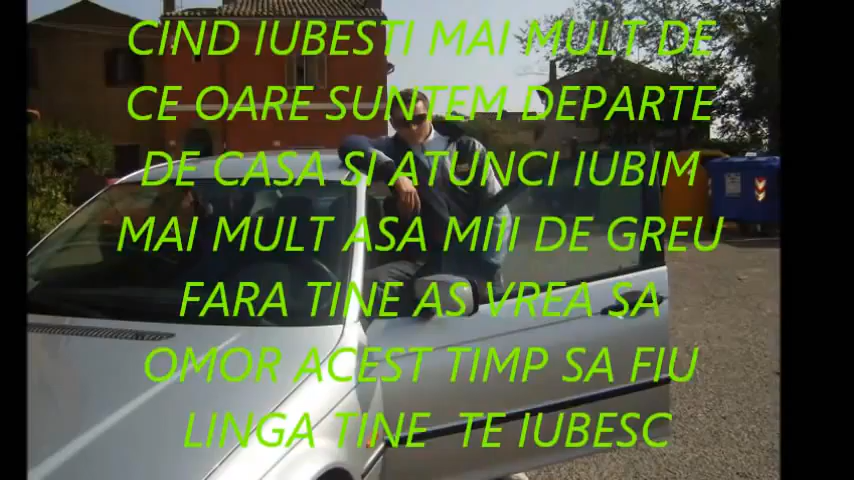 CIND IUBESTI MAI MULT DE
CE OARE SUNTEM DEPARTE
DE CASA SI ATUNCI IUBIM
MAI MULT ASA MIII DE GREU
FARA TINE AS VREA SA
OMOR ACEST TIMP SA FIU
LINGA TINE TE IUBESC